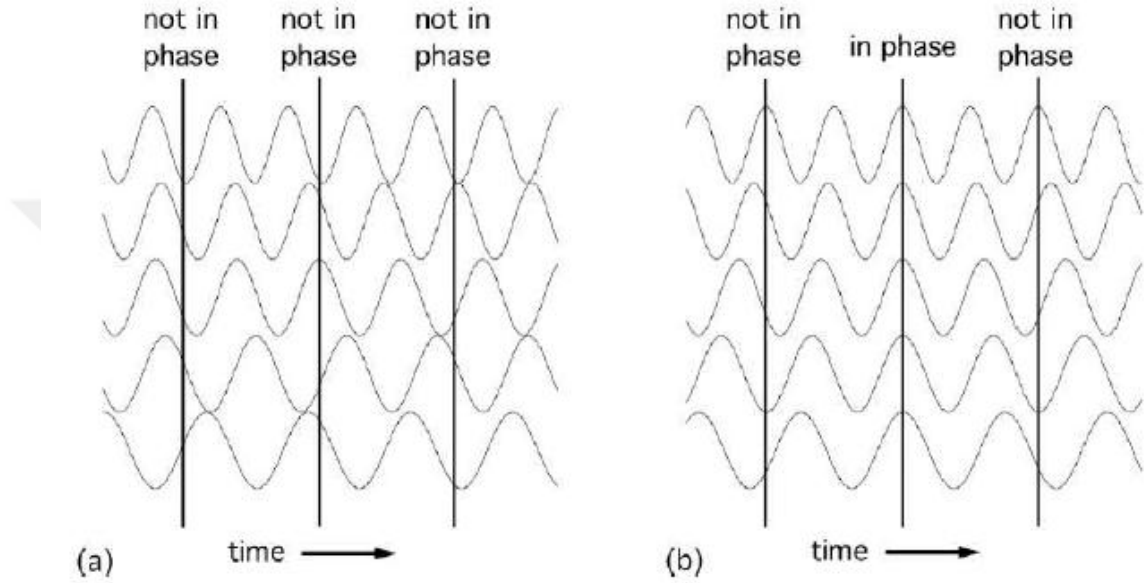 not in
phase
not in
phase
not in
phase
(a)
time
not in
phase
in phase
not in
phase
(b)
time